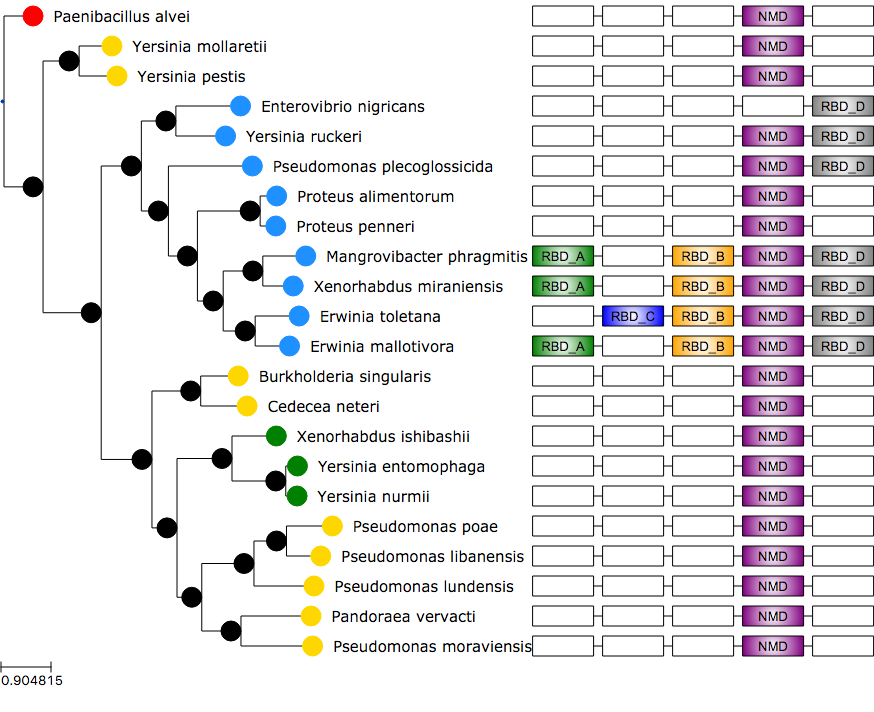 Paenibacillus alvei NMD
Yersinia mollaretii NMD
Yersinia pestis NMD
Enterovibrio nigricans RBD_D
Yersinia ruckeri NMD RBD_D
Pseudomonas plecoglossicida NMD RBD_D
Proteus alimentorum NMD
Proteus penneri NMD
Mangrovibacter phragmitis RBD_A RBD_B NMD RBD_D
Xenorhabdus miraniensis RBD_A RBD_B NMD RBD_D
Erwinia toletana RBD_C RBD_B NMD RBD_D
Erwinia mallotivora RBD_A RBD_B NMD RBD_D
Burkholderia singularis NMD
Cedecea neteri NMD
Xenorhabdus ishibashii NMD
Yersinia entomophaga NMD
Yersinia nurmii NMD
Pseudomonas poae NMD
Pseudomonas libanensis NMD
Pseudomonas lundensis NMD
Pandoraea vervacti NMD
Pseudomonas moraviensis NMD
0.904815